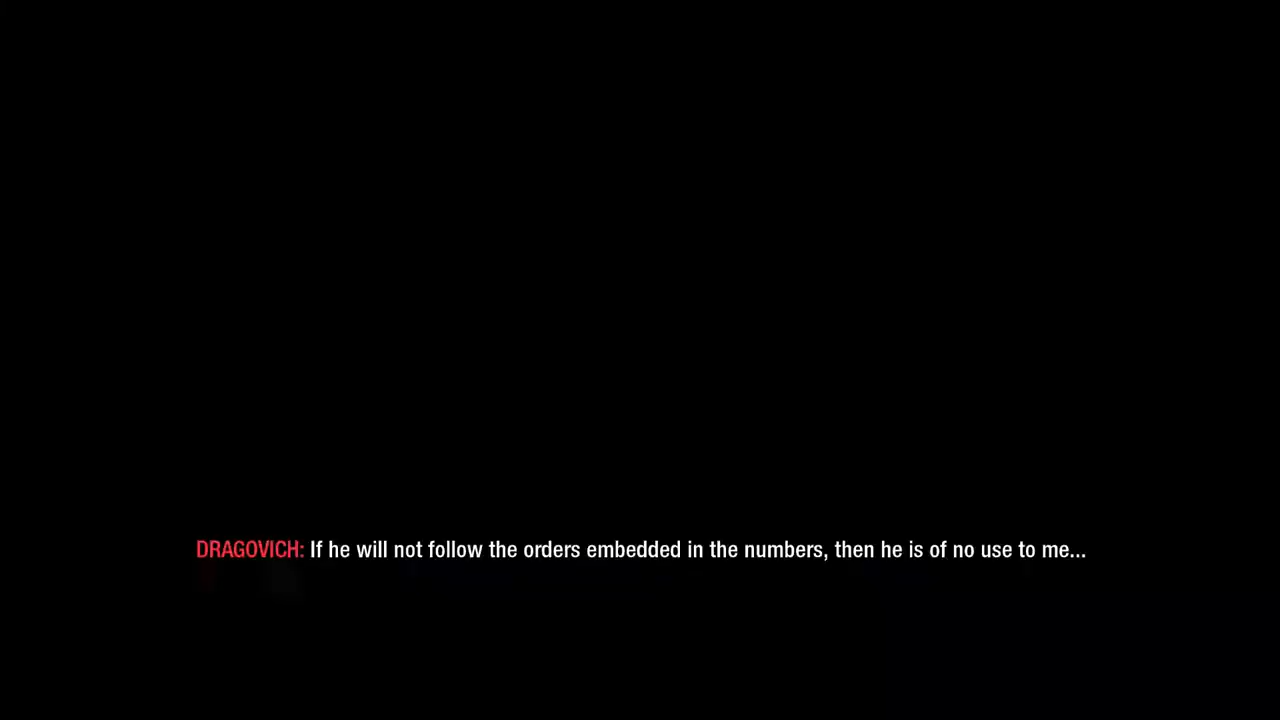 DRAGOVICH: If he will not follow the orders embedded in the numbers, then he is of no use to me...